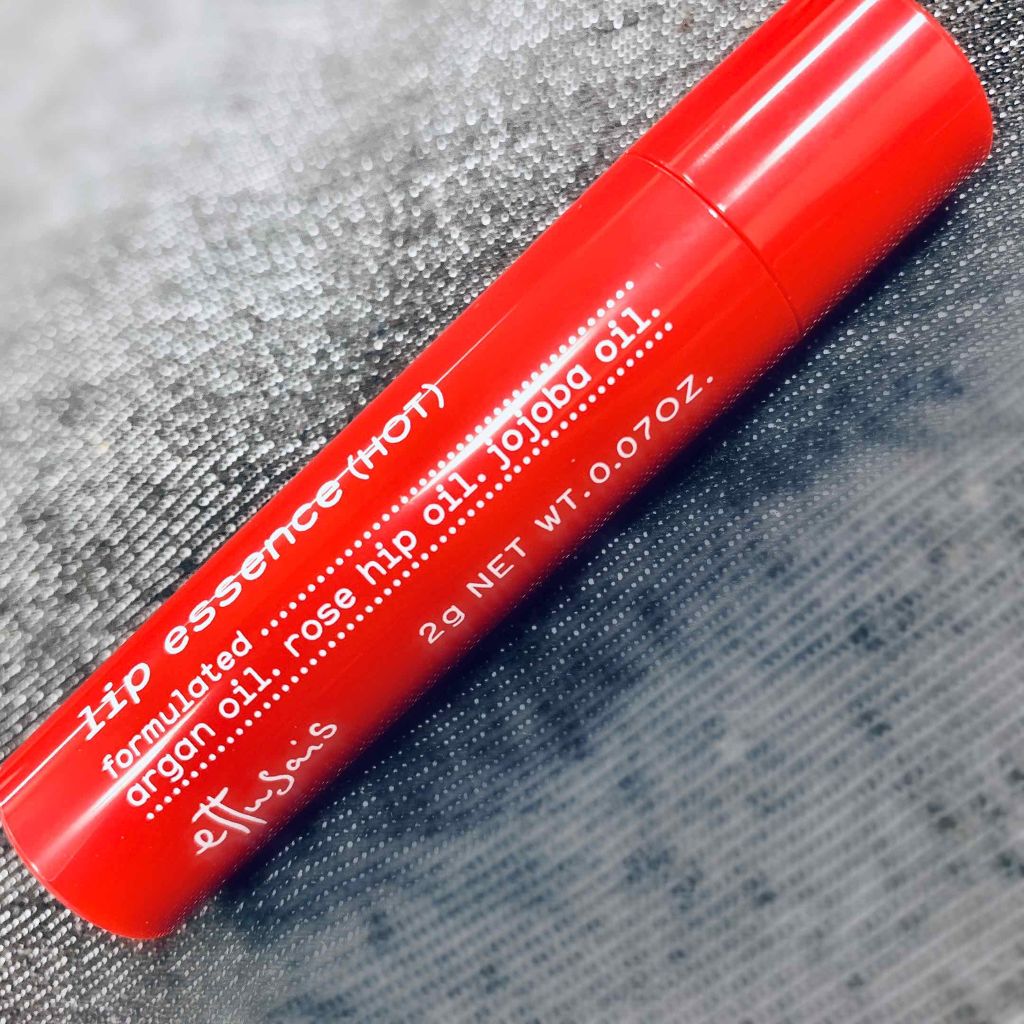 lip essence (HOT)
formulated
argan oil. rose hip oil. jojoba oil.
2g NET WT.0.07OZ.
ettusais